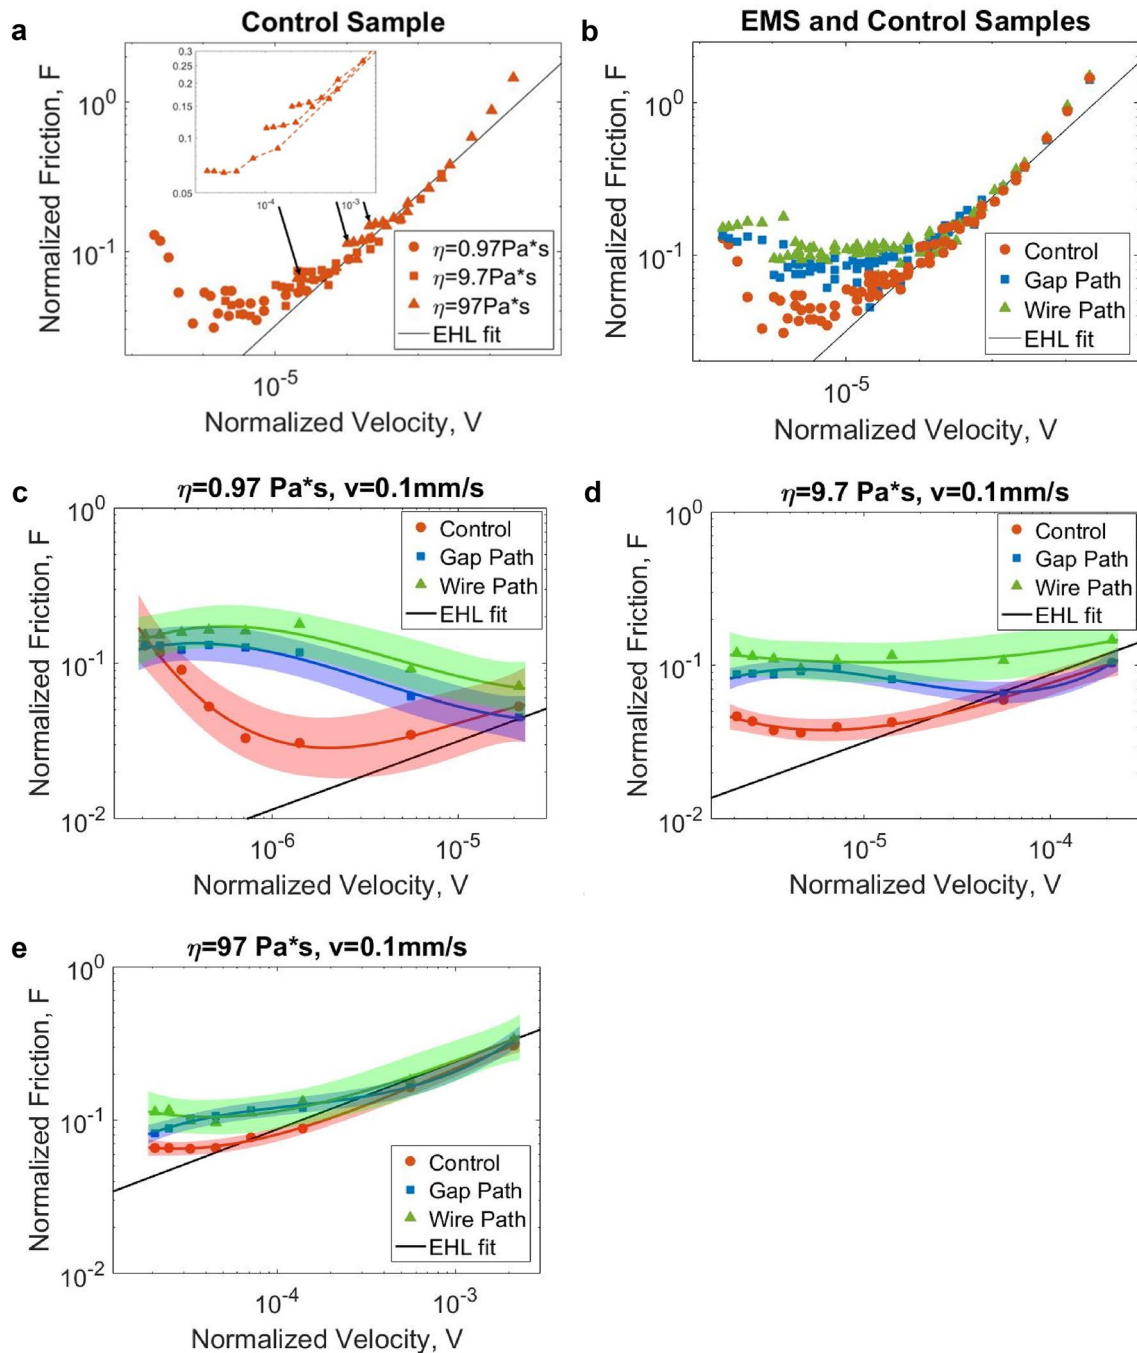 a
Control Sample
Normalized Friction, F
10^0
10^-1
0.3
0.25
0.2
0.15
0.1
0.05
10^-4
10^-3
η=0.97Pa*s
η=9.7Pa*s
η=97Pa*s
EHL fit
10^-5
Normalized Velocity, V
b
EMS and Control Samples
Normalized Friction, F
10^0
10^-1
Control
Gap Path
Wire Path
EHL fit
10^-5
Normalized Velocity, V
c
η=0.97 Pa*s, v=0.1mm/s
Normalized Friction, F
10^0
10^-1
10^-2
Control
Gap Path
Wire Path
EHL fit
10^-6
10^-5
Normalized Velocity, V
d
η=9.7 Pa*s, v=0.1mm/s
Normalized Friction, F
10^0
10^-1
10^-2
Control
Gap Path
Wire Path
EHL fit
10^-5
10^-4
Normalized Velocity, V
e
η=97 Pa*s, v=0.1mm/s
Normalized Friction, F
10^0
10^-1
10^-2
Control
Gap Path
Wire Path
EHL fit
10^-4
10^-3
Normalized Velocity, V